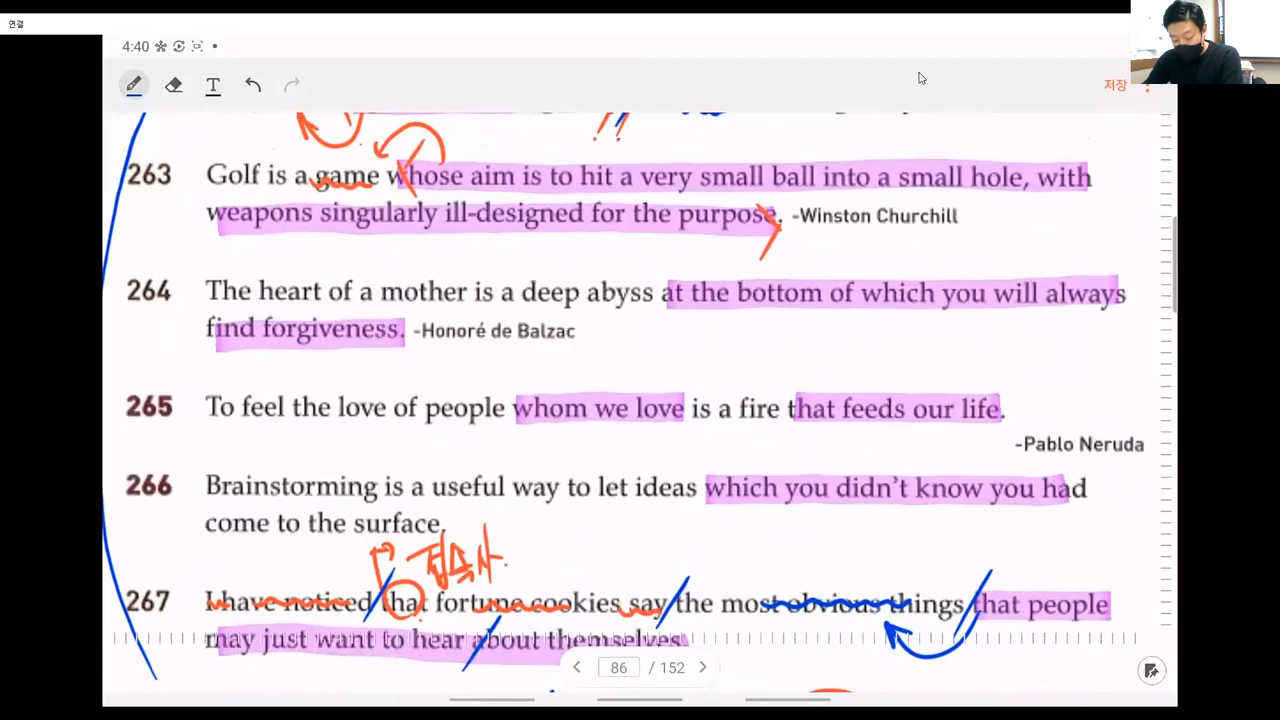 연결
4:40
T
저장
263 Golf is a game whose aim is to hit a very small ball into a small hole, with
weapons singularly ill-designed for the purpose. -Winston Churchill
264 The heart of a mother is a deep abyss at the bottom of which you will always
find forgiveness. -Honoré de Balzac
265 To feel the love of people whom we love is a fire that feeds our life.
-Pablo Neruda
266 Brainstorming is a useful way to let ideas which you didn't know you had
come to the surface.
접속사.
267 I have noticed that fortune cookies say the most obvious things that people
may just want to hear about themselves.
86 / 152